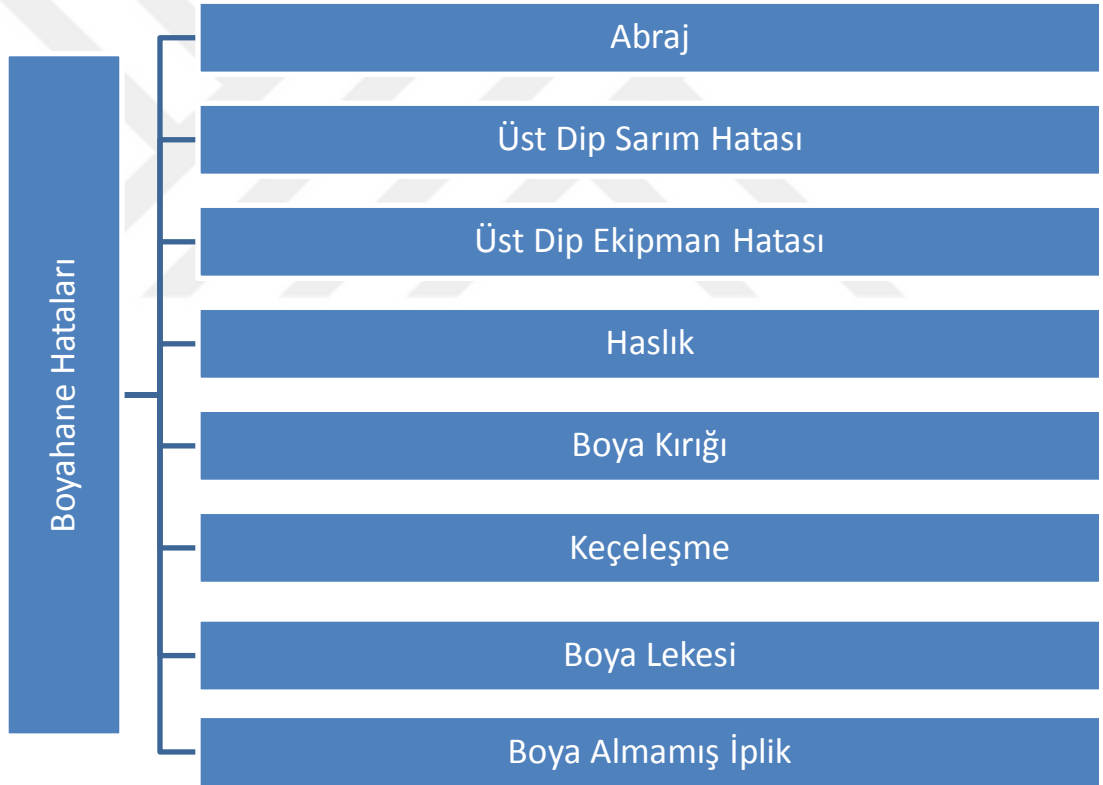 Boyahane Hataları
Abraj
Üst Dip Sarım Hatası
Üst Dip Ekipman Hatası
Haslık
Boya Kırığı
Keçeleşme
Boya Lekesi
Boya Almamış İplik